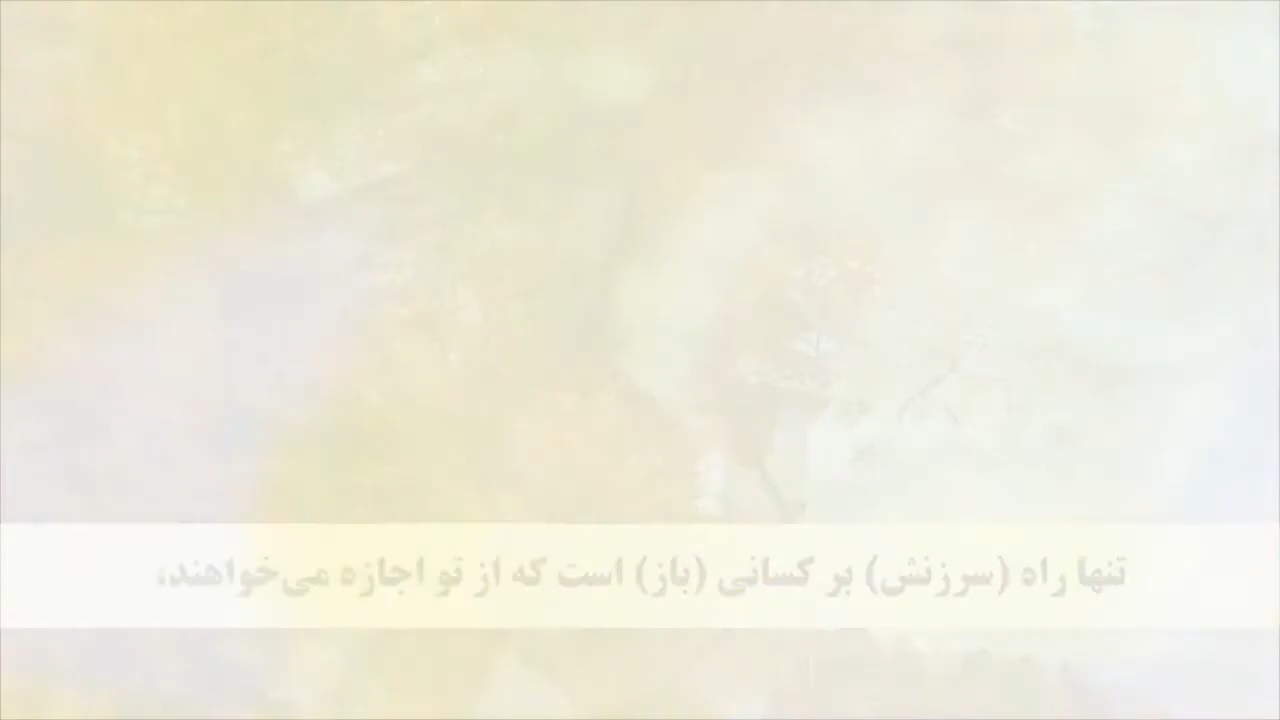 تنها راه (سرزنش) بر کسانی (باز) است که از تو اجازه می‌خواهند،